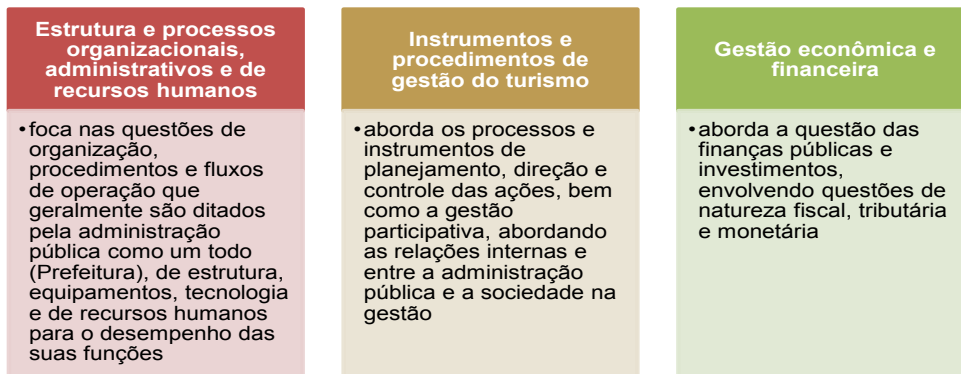 Estrutura e processos
organizacionais,
administrativos e de
recursos humanos
•foca nas questões de
organização,
procedimentos e fluxos
de operação que
geralmente são ditados
pela administração
pública como um todo
(Prefeitura), de estrutura,
equipamentos, tecnologia
e de recursos humanos
para o desempenho das
suas funções
Instrumentos e
procedimentos de
gestão do turismo
•aborda os processos e
instrumentos de
planejamento, direção e
controle das ações, bem
como a gestão
participativa, abordando
as relações internas e
entre a administração
pública e a sociedade na
gestão
Gestão econômica e
financeira
•aborda a questão das
finanças públicas e
investimentos,
envolvendo questões de
natureza fiscal, tributária
e monetária